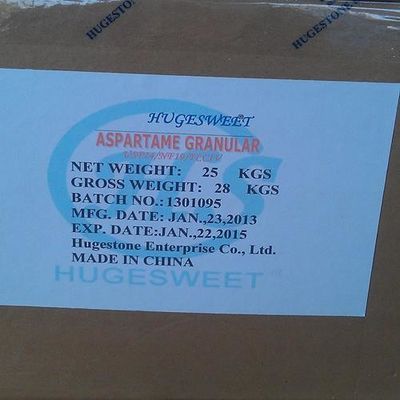 HUGESTONE
HUGESTONE
HUGESWEET
ASPARTAME GRANULAR
NET WEIGHT: 25 KGS
GROSS WEIGHT: 28 KGS
BATCH NO.:1301095
MFG. DATE: JAN.,23,2013
EXP. DATE:JAN.,22,2015
Hugestone Enterprise Co., Ltd.
MADE IN CHINA
HUGESWEET